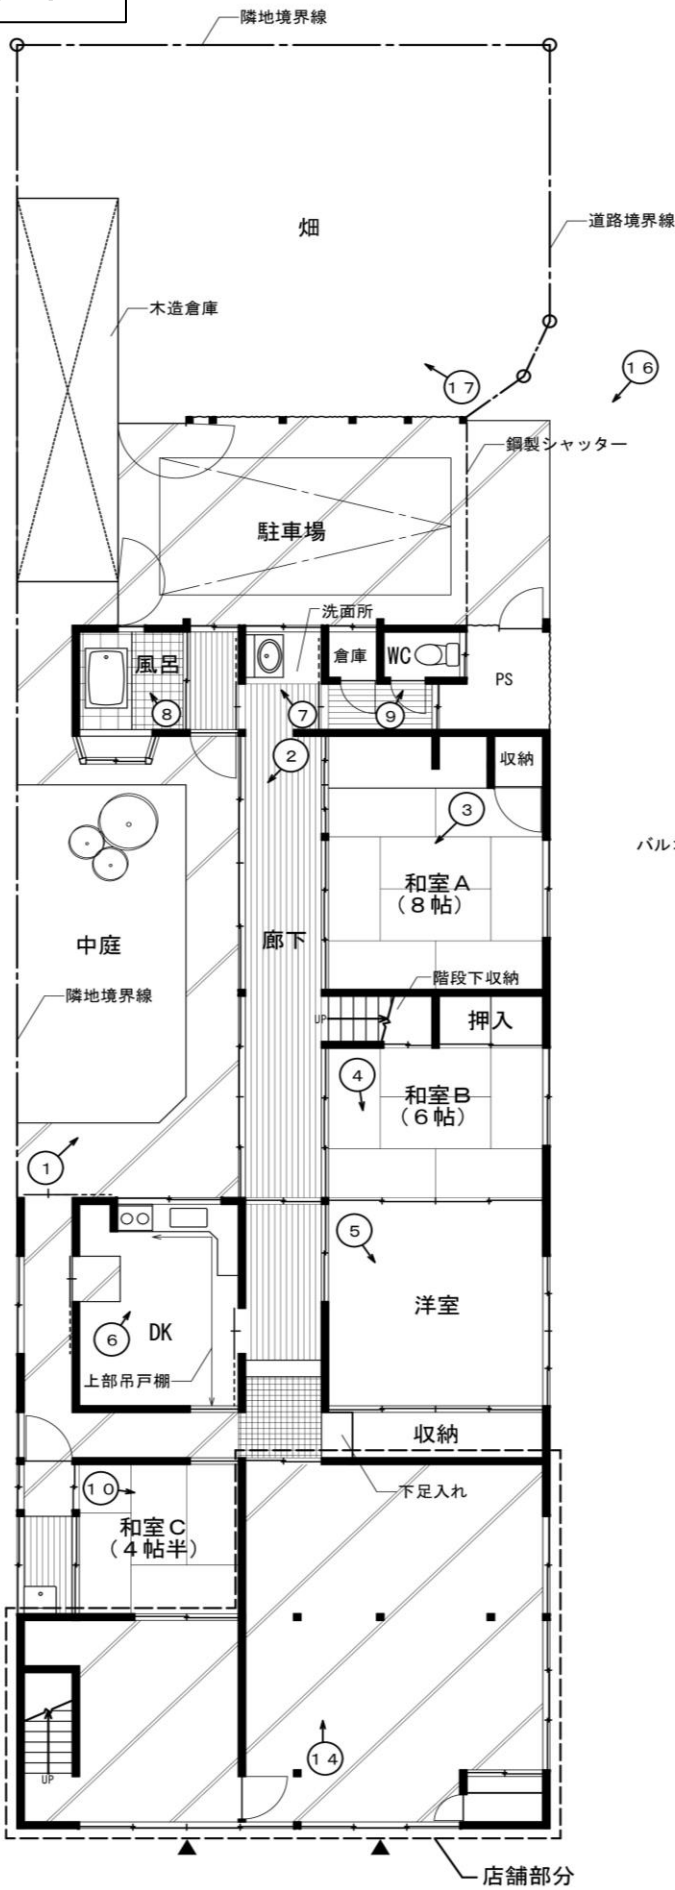 隣地境界線
畑
道路境界線
木造倉庫
16
17
鋼製シャッター
駐車場
洗面所
風呂
倉庫
WC
PS
8
7
9
2
収納
3
和室A
(8帖)
バルコ
中庭
廊下
階段下収納
隣地境界線
UP
押入
4
和室B
(6帖)
1
5
洋室
6
DK
上部吊戸棚
収納
下足入れ
10
和室C
(4帖半)
14
UP
店舗部分